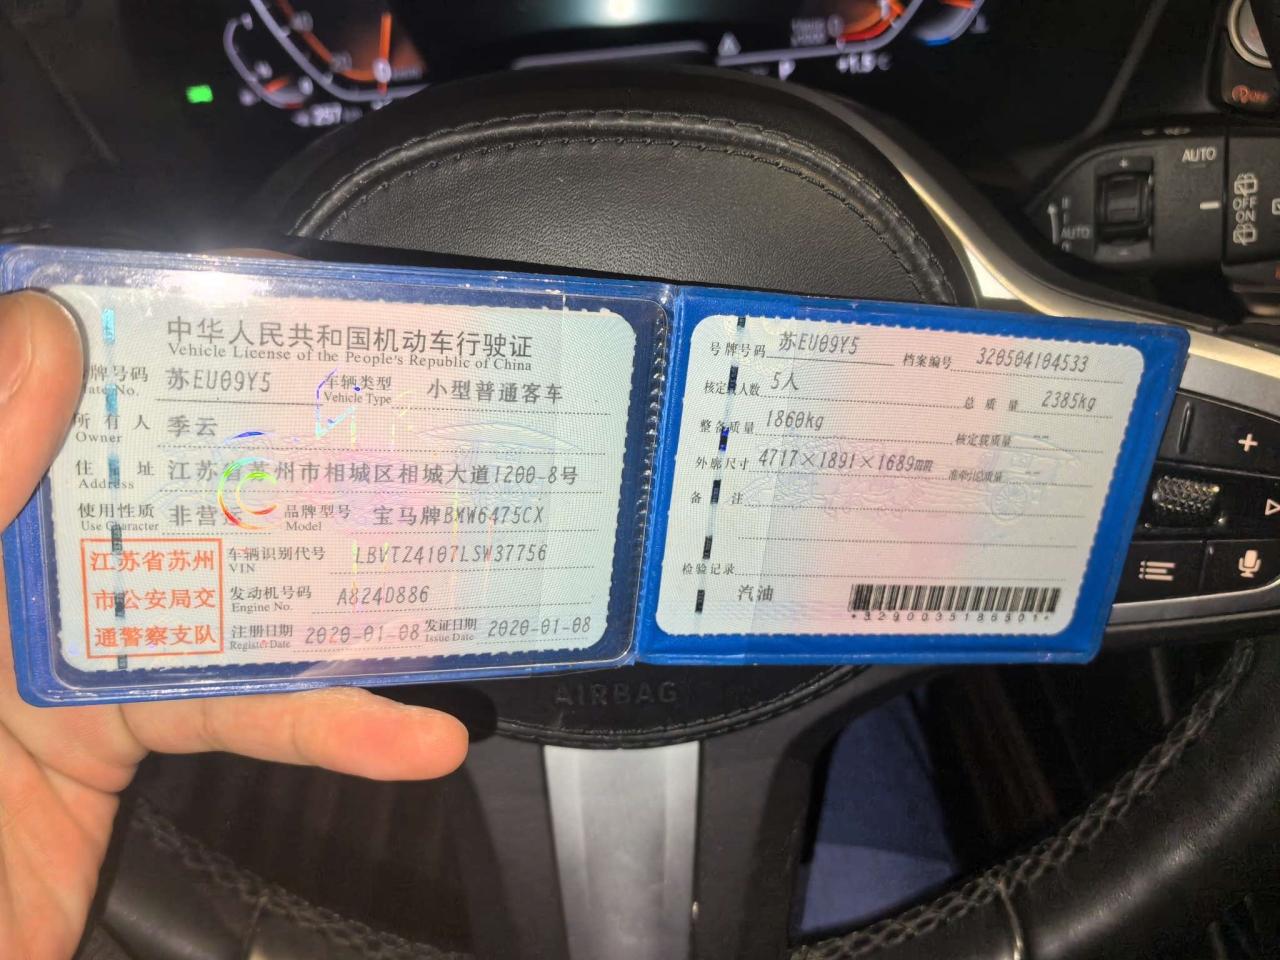 中华人民共和国机动车行驶证
Vehicle License of the People's Republic of China
牌号码 苏EU09Y5 车辆类型 小型普通客车
Plate No. Vehicle Type
所有人 季云
Owner
住址 江苏省苏州市相城区相城大道1200-8号
Address
使用性质 非营运 品牌型号 宝马牌BMW6475CX
Use Character Model
江苏省苏州
市公安局交
通警察支队
车辆识别代号 LBVTZ4107LSW37756
VIN
发动机号码 A824D886
Engine No.
注册日期 2020-01-08 发证日期 2020-01-08
Register Date Issue Date
号牌号码 苏EU09Y5 档案编号 320504104533
核定载人数 5人 总质量 2385kg
整备质量 1860kg 核定载质量 --
外廓尺寸 4717×1891×1689mm 准牵引总质量 --
备注
检验记录
汽油
*3290035186501*
AIRBAG
AUTO
AUTO
OFF
ON
OFF
+1.5°C
P
297